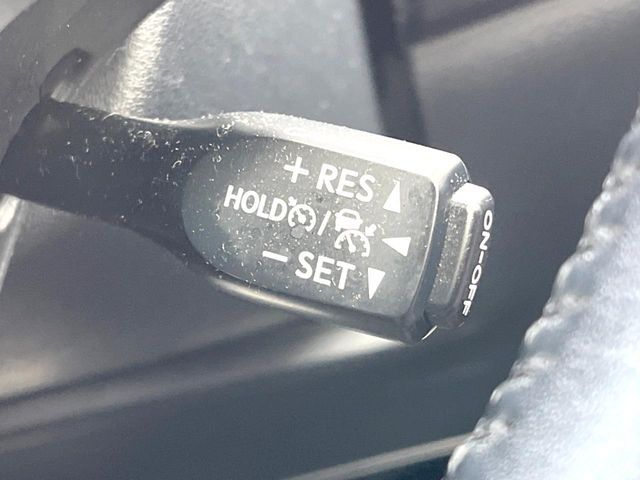 + RES ▲
HOLD / ◀
− SET ▼
ON-OFF